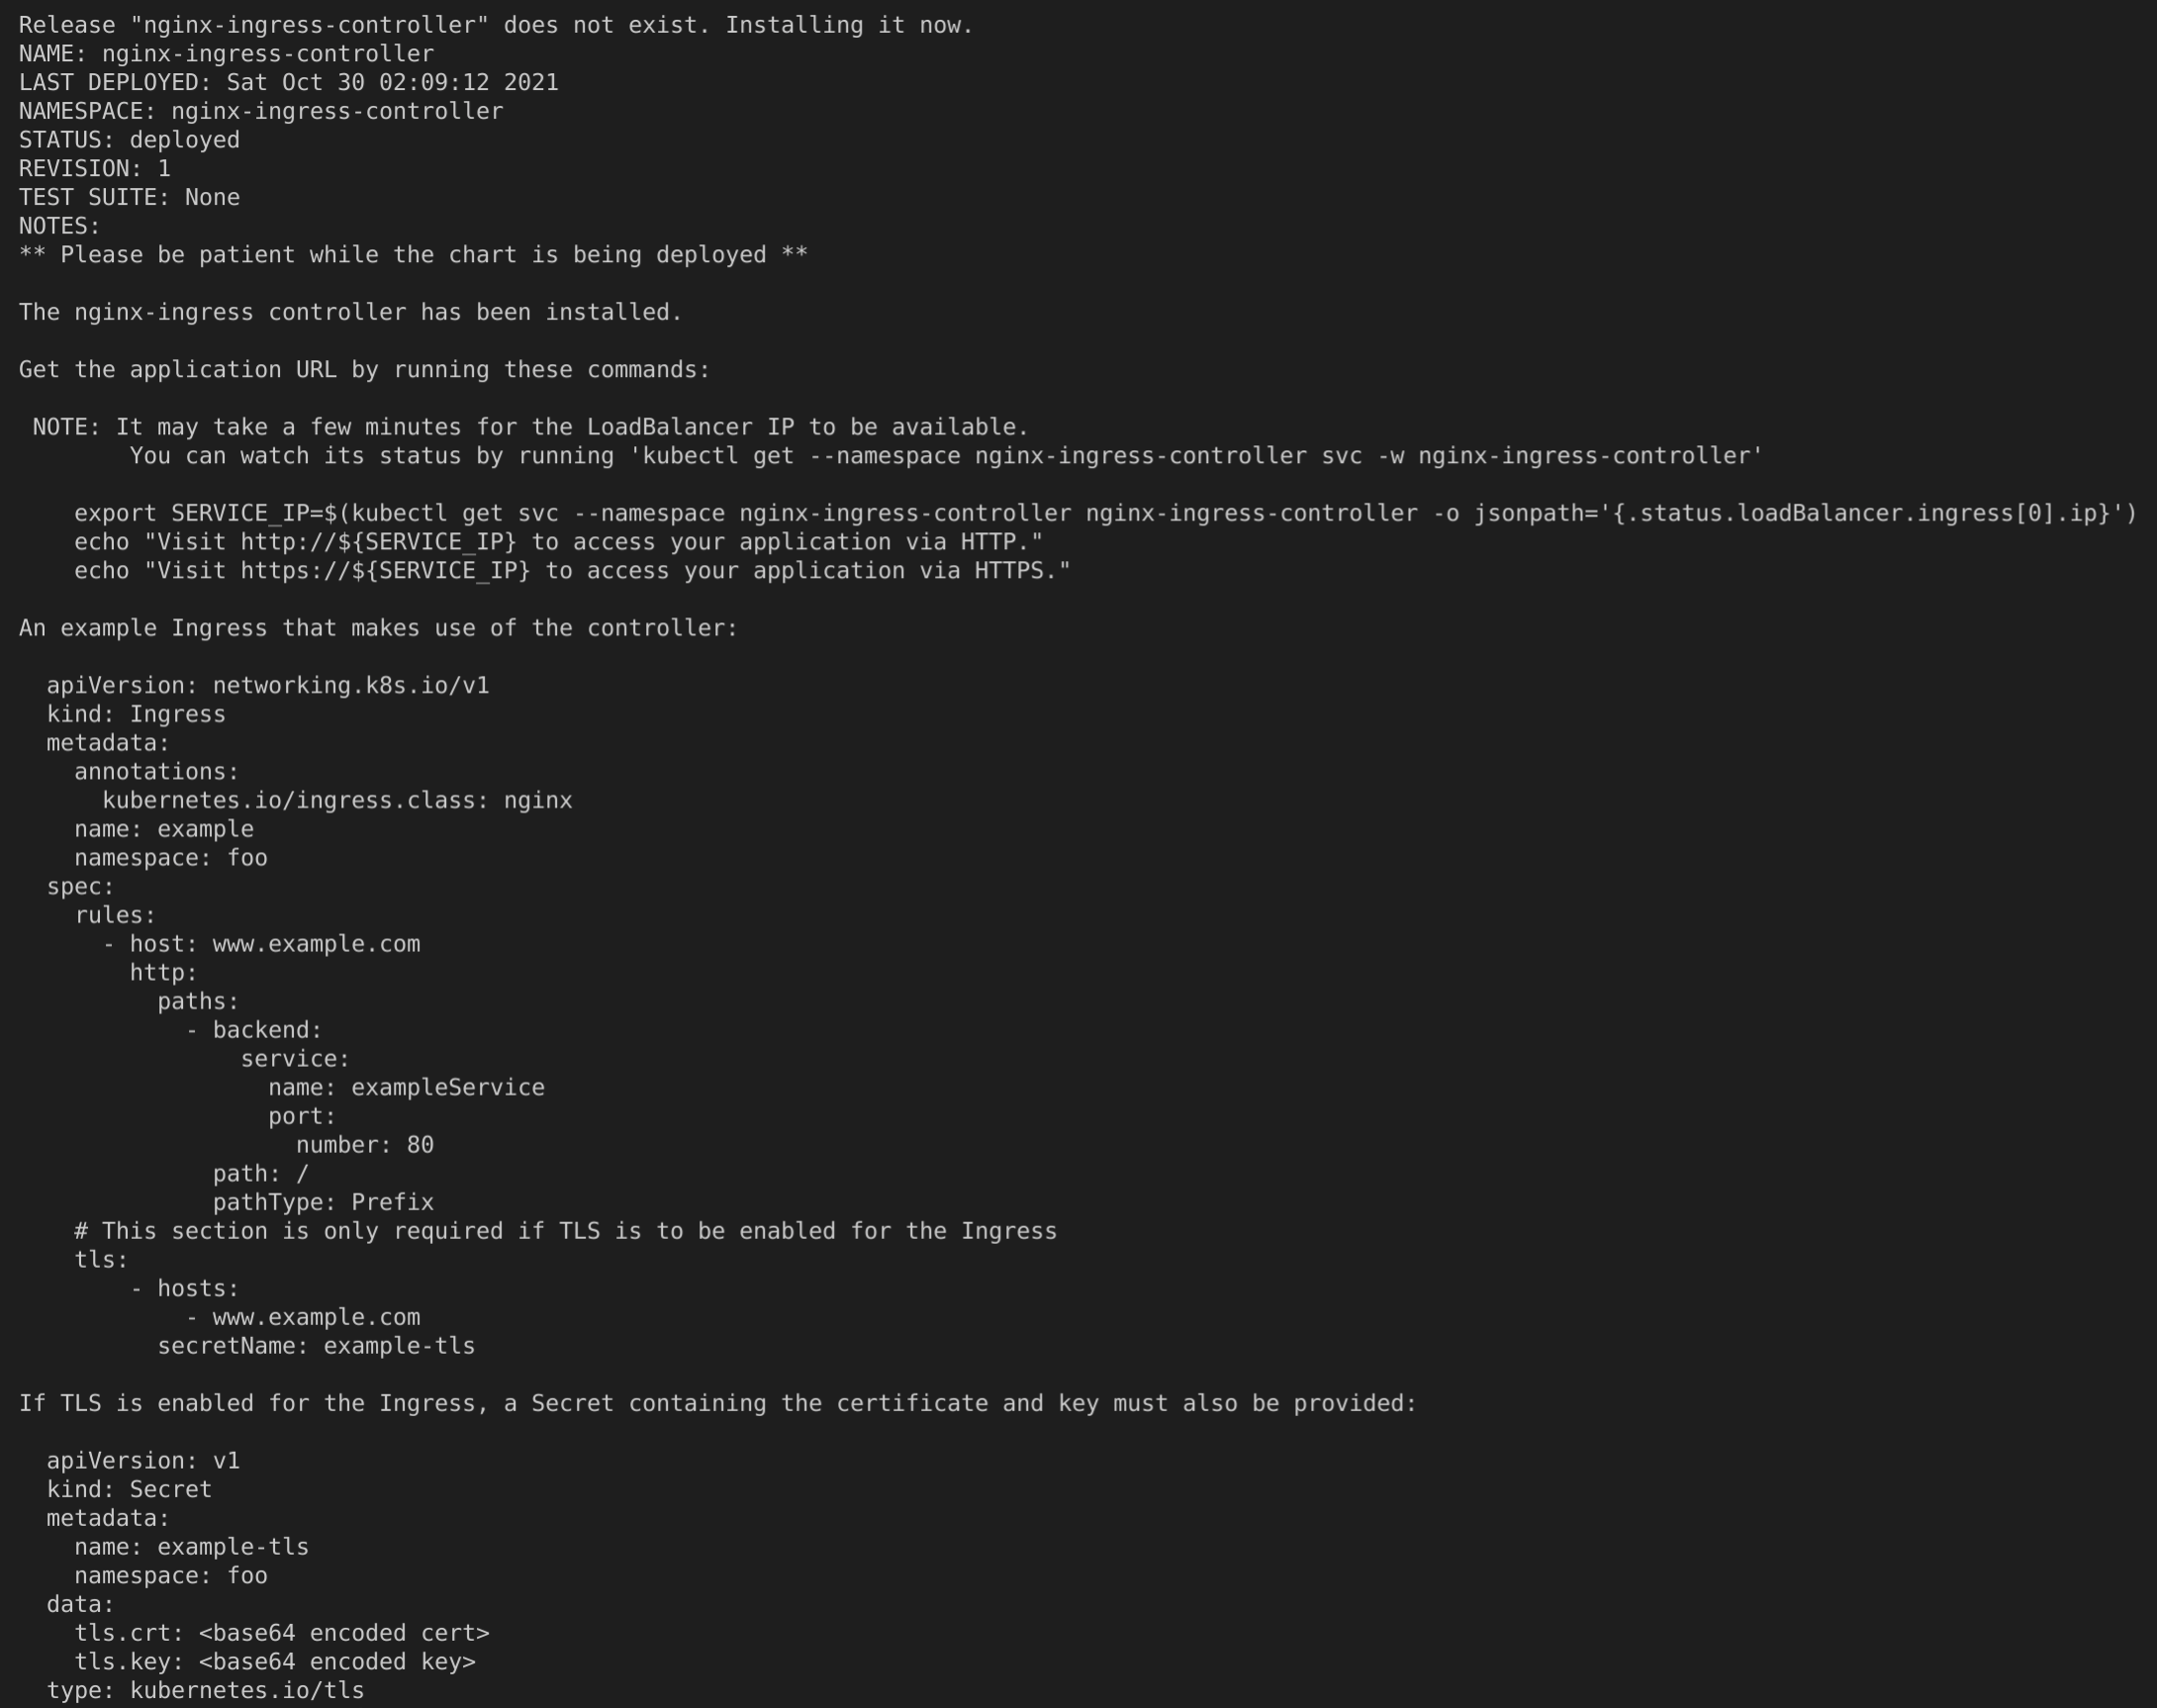 Release "nginx-ingress-controller" does not exist. Installing it now.
NAME: nginx-ingress-controller
LAST DEPLOYED: Sat Oct 30 02:09:12 2021
NAMESPACE: nginx-ingress-controller
STATUS: deployed
REVISION: 1
TEST SUITE: None
NOTES:
** Please be patient while the chart is being deployed **

The nginx-ingress controller has been installed.

Get the application URL by running these commands:

 NOTE: It may take a few minutes for the LoadBalancer IP to be available.
        You can watch its status by running 'kubectl get --namespace nginx-ingress-controller svc -w nginx-ingress-controller'

    export SERVICE_IP=$(kubectl get svc --namespace nginx-ingress-controller nginx-ingress-controller -o jsonpath='{.status.loadBalancer.ingress[0].ip}')
    echo "Visit http://${SERVICE_IP} to access your application via HTTP."
    echo "Visit https://${SERVICE_IP} to access your application via HTTPS."

An example Ingress that makes use of the controller:

  apiVersion: networking.k8s.io/v1
  kind: Ingress
  metadata:
    annotations:
      kubernetes.io/ingress.class: nginx
    name: example
    namespace: foo
  spec:
    rules:
      - host: www.example.com
        http:
          paths:
            - backend:
                service:
                  name: exampleService
                  port:
                    number: 80
              path: /
              pathType: Prefix
    # This section is only required if TLS is to be enabled for the Ingress
    tls:
        - hosts:
            - www.example.com
          secretName: example-tls

If TLS is enabled for the Ingress, a Secret containing the certificate and key must also be provided:

  apiVersion: v1
  kind: Secret
  metadata:
    name: example-tls
    namespace: foo
  data:
    tls.crt: <base64 encoded cert>
    tls.key: <base64 encoded key>
  type: kubernetes.io/tls